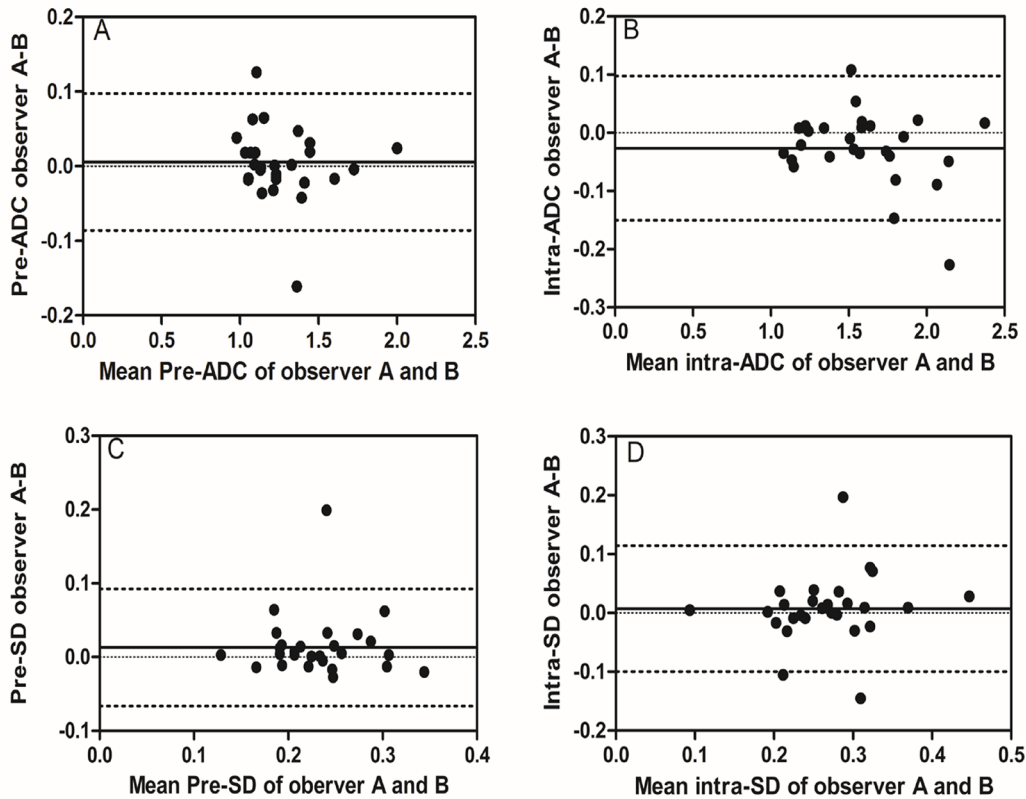 A
Pre-ADC observer A-B
0.2
0.1
0.0
-0.1
-0.2
0.0 0.5 1.0 1.5 2.0 2.5
Mean Pre-ADC of observer A and B
B
Intra-ADC observer A-B
0.2
0.1
0.0
-0.1
-0.2
-0.3
0.0 0.5 1.0 1.5 2.0 2.5
Mean intra-ADC of observer A and B
C
Pre-SD observer A-B
0.3
0.2
0.1
0.0
-0.1
0.0 0.1 0.2 0.3 0.4
Mean Pre-SD of oberver A and B
D
Intra-SD observer A-B
0.3
0.2
0.1
0.0
-0.1
-0.2
0.0 0.1 0.2 0.3 0.4 0.5
Mean intra-SD of observer A and B